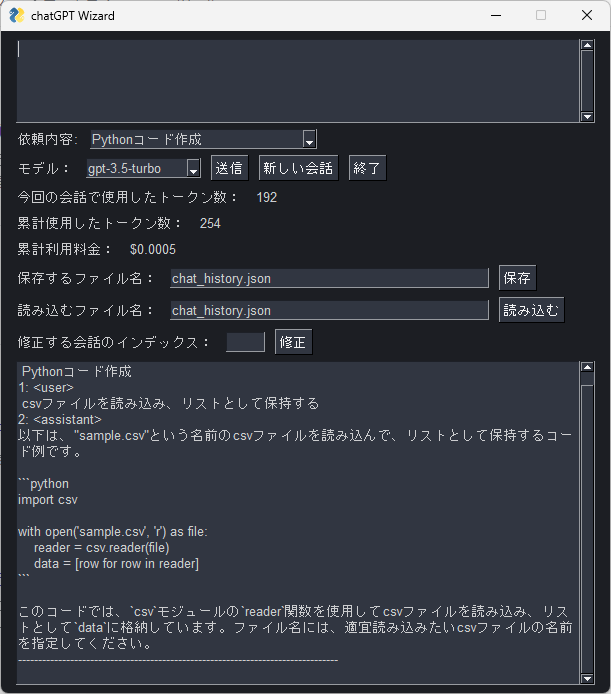 chatGPT Wizard
依頼内容: Pythonコード作成
モデル： gpt-3.5-turbo 送信 新しい会話 終了
今回の会話で使用したトークン数： 192
累計使用したトークン数： 254
累計利用料金： $0.0005
保存するファイル名： chat_history.json 保存
読み込むファイル名： chat_history.json 読み込む
修正する会話のインデックス： 修正
Pythonコード作成
1: <user>
csvファイルを読み込み、リストとして保持する
2: <assistant>
以下は、"sample.csv"という名前のcsvファイルを読み込んで、リストとして保持するコー
ド例です。
```python
import csv
with open('sample.csv', 'r') as file:
    reader = csv.reader(file)
    data = [row for row in reader]
```
このコードでは、`csv`モジュールの`reader`関数を使用してcsvファイルを読み込み、リス
トとして`data`に格納しています。ファイル名には、適宜読み込みたいcsvファイルの名前
を指定してください。
--------------------------------------------------------------------------------